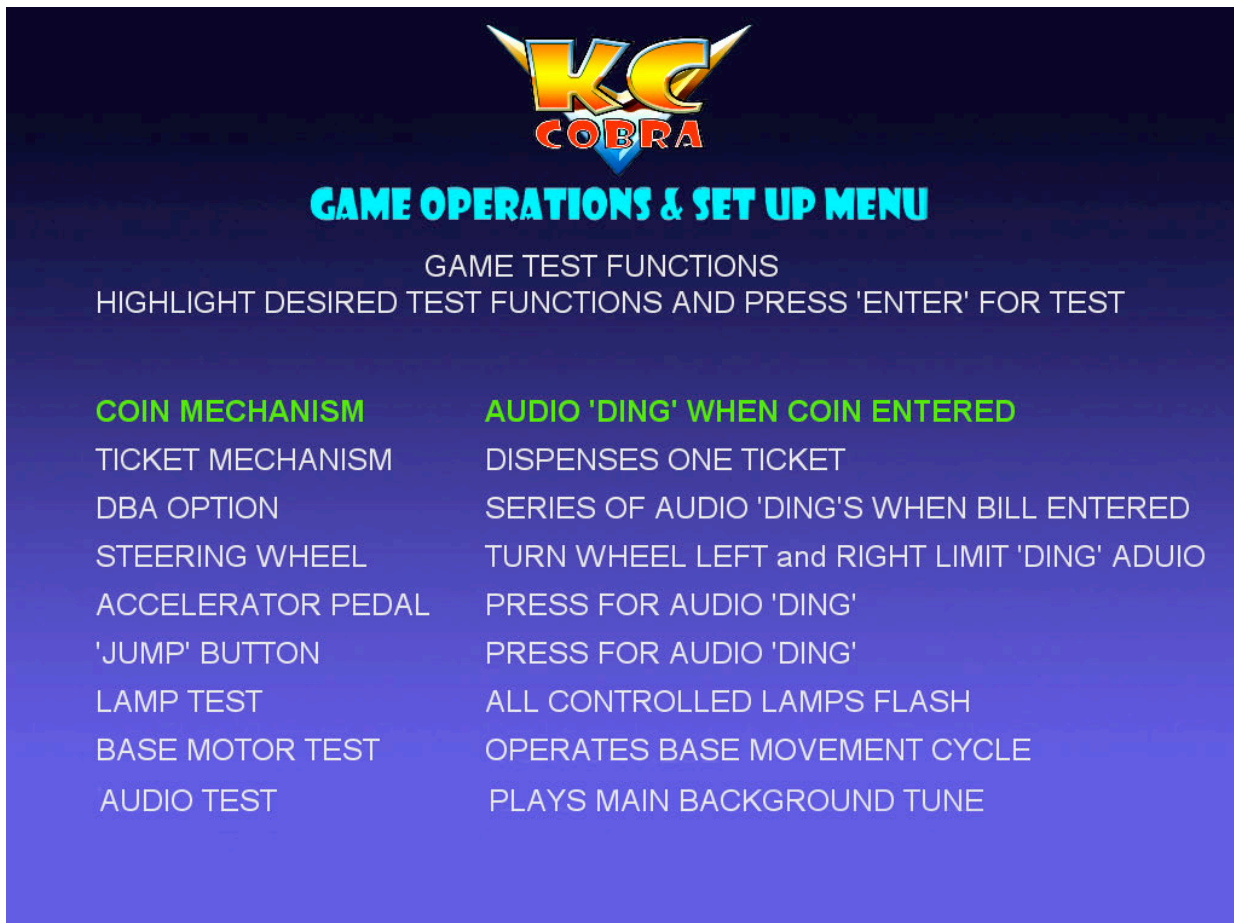 KC
COBRA
GAME OPERATIONS & SET UP MENU
GAME TEST FUNCTIONS
HIGHLIGHT DESIRED TEST FUNCTIONS AND PRESS 'ENTER' FOR TEST
COIN MECHANISM AUDIO 'DING' WHEN COIN ENTERED
TICKET MECHANISM DISPENSES ONE TICKET
DBA OPTION SERIES OF AUDIO 'DING'S WHEN BILL ENTERED
STEERING WHEEL TURN WHEEL LEFT and RIGHT LIMIT 'DING' ADUIO
ACCELERATOR PEDAL PRESS FOR AUDIO 'DING'
'JUMP' BUTTON PRESS FOR AUDIO 'DING'
LAMP TEST ALL CONTROLLED LAMPS FLASH
BASE MOTOR TEST OPERATES BASE MOVEMENT CYCLE
AUDIO TEST PLAYS MAIN BACKGROUND TUNE